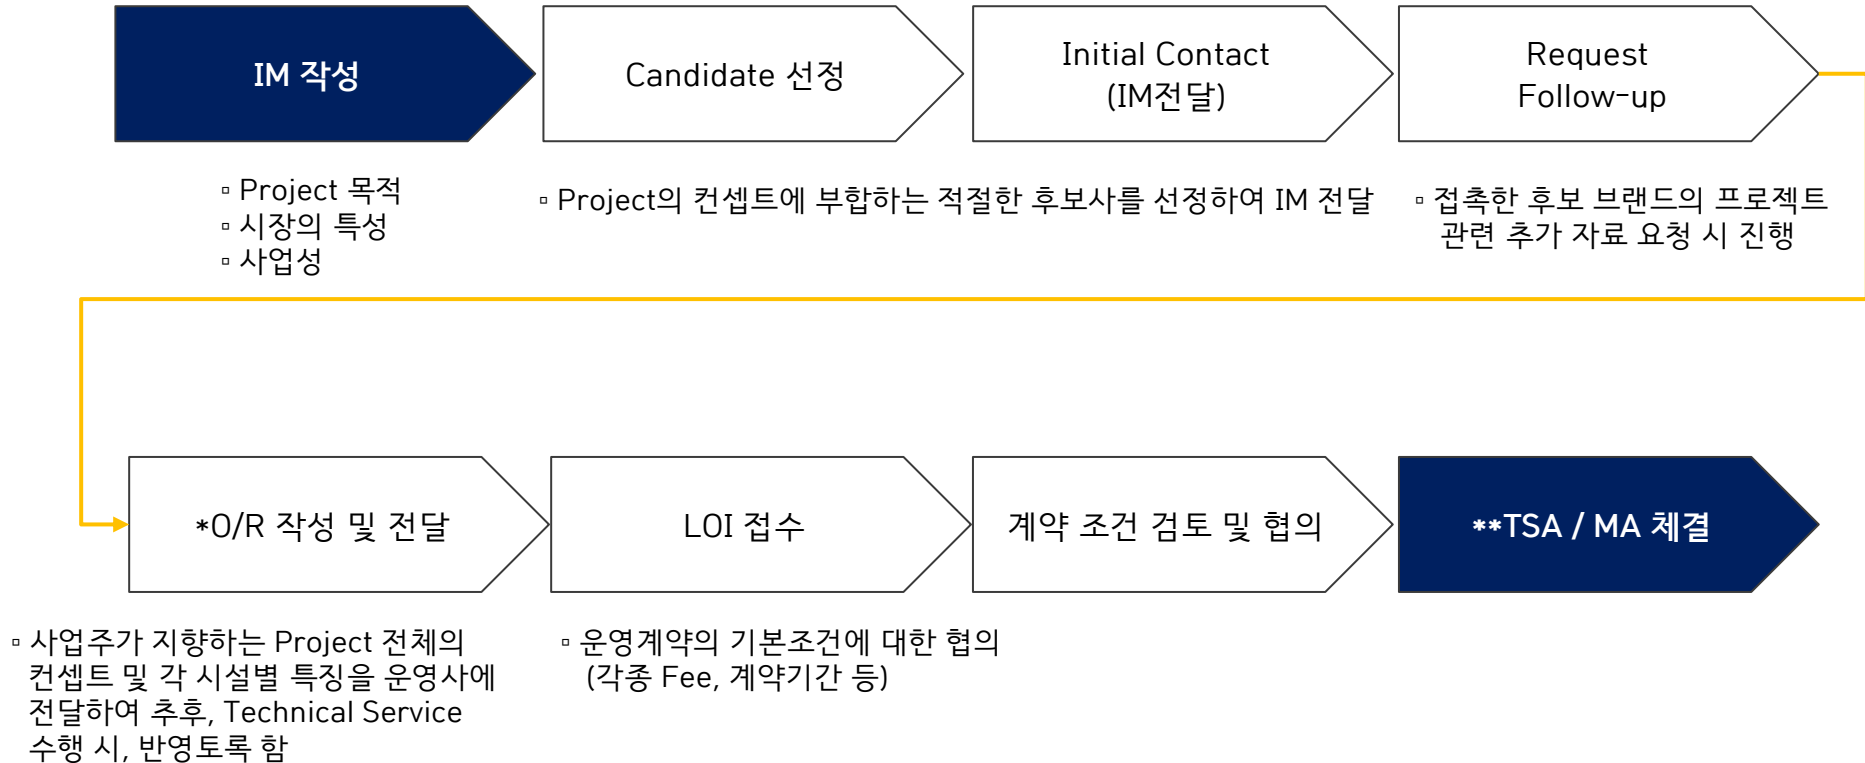 IM 작성
Candidate 선정
Initial Contact
(IM전달)
Request
Follow-up
▫ Project 목적
▫ 시장의 특성
▫ 사업성
▫ Project의 컨셉트에 부합하는 적절한 후보사를 선정하여 IM 전달
▫ 접촉한 후보 브랜드의 프로젝트
관련 추가 자료 요청 시 진행
*O/R 작성 및 전달
LOI 접수
계약 조건 검토 및 협의
**TSA / MA 체결
▫ 사업주가 지향하는 Project 전체의
컨셉트 및 각 시설별 특징을 운영사에
전달하여 추후, Technical Service
수행 시, 반영토록 함
▫ 운영계약의 기본조건에 대한 협의
(각종 Fee, 계약기간 등)